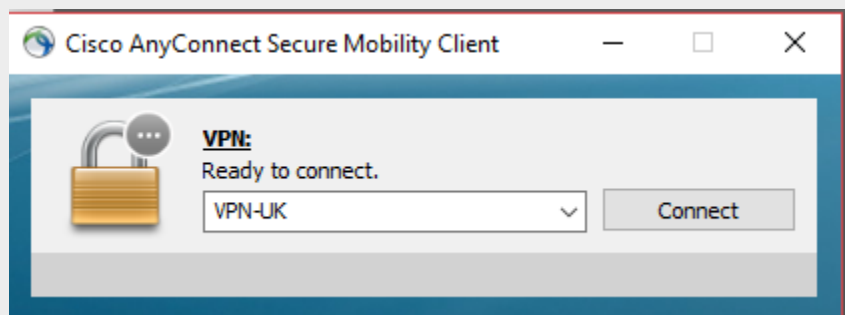 Cisco AnyConnect Secure Mobility Client
VPN:
Ready to connect.
VPN-UK
Connect